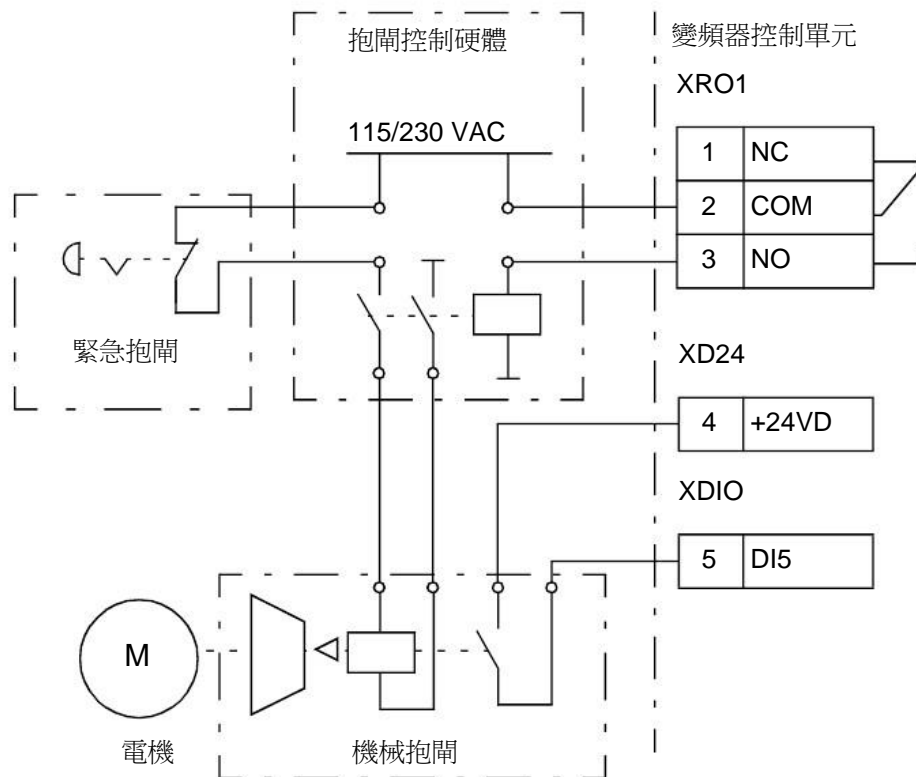 抱閘控制硬體
變頻器控制單元
XRO1
115/230 VAC
1 NC
2 COM
3 NO
緊急抱閘
XD24
4 +24VD
XDIO
5 DI5
M
電機
機械抱閘